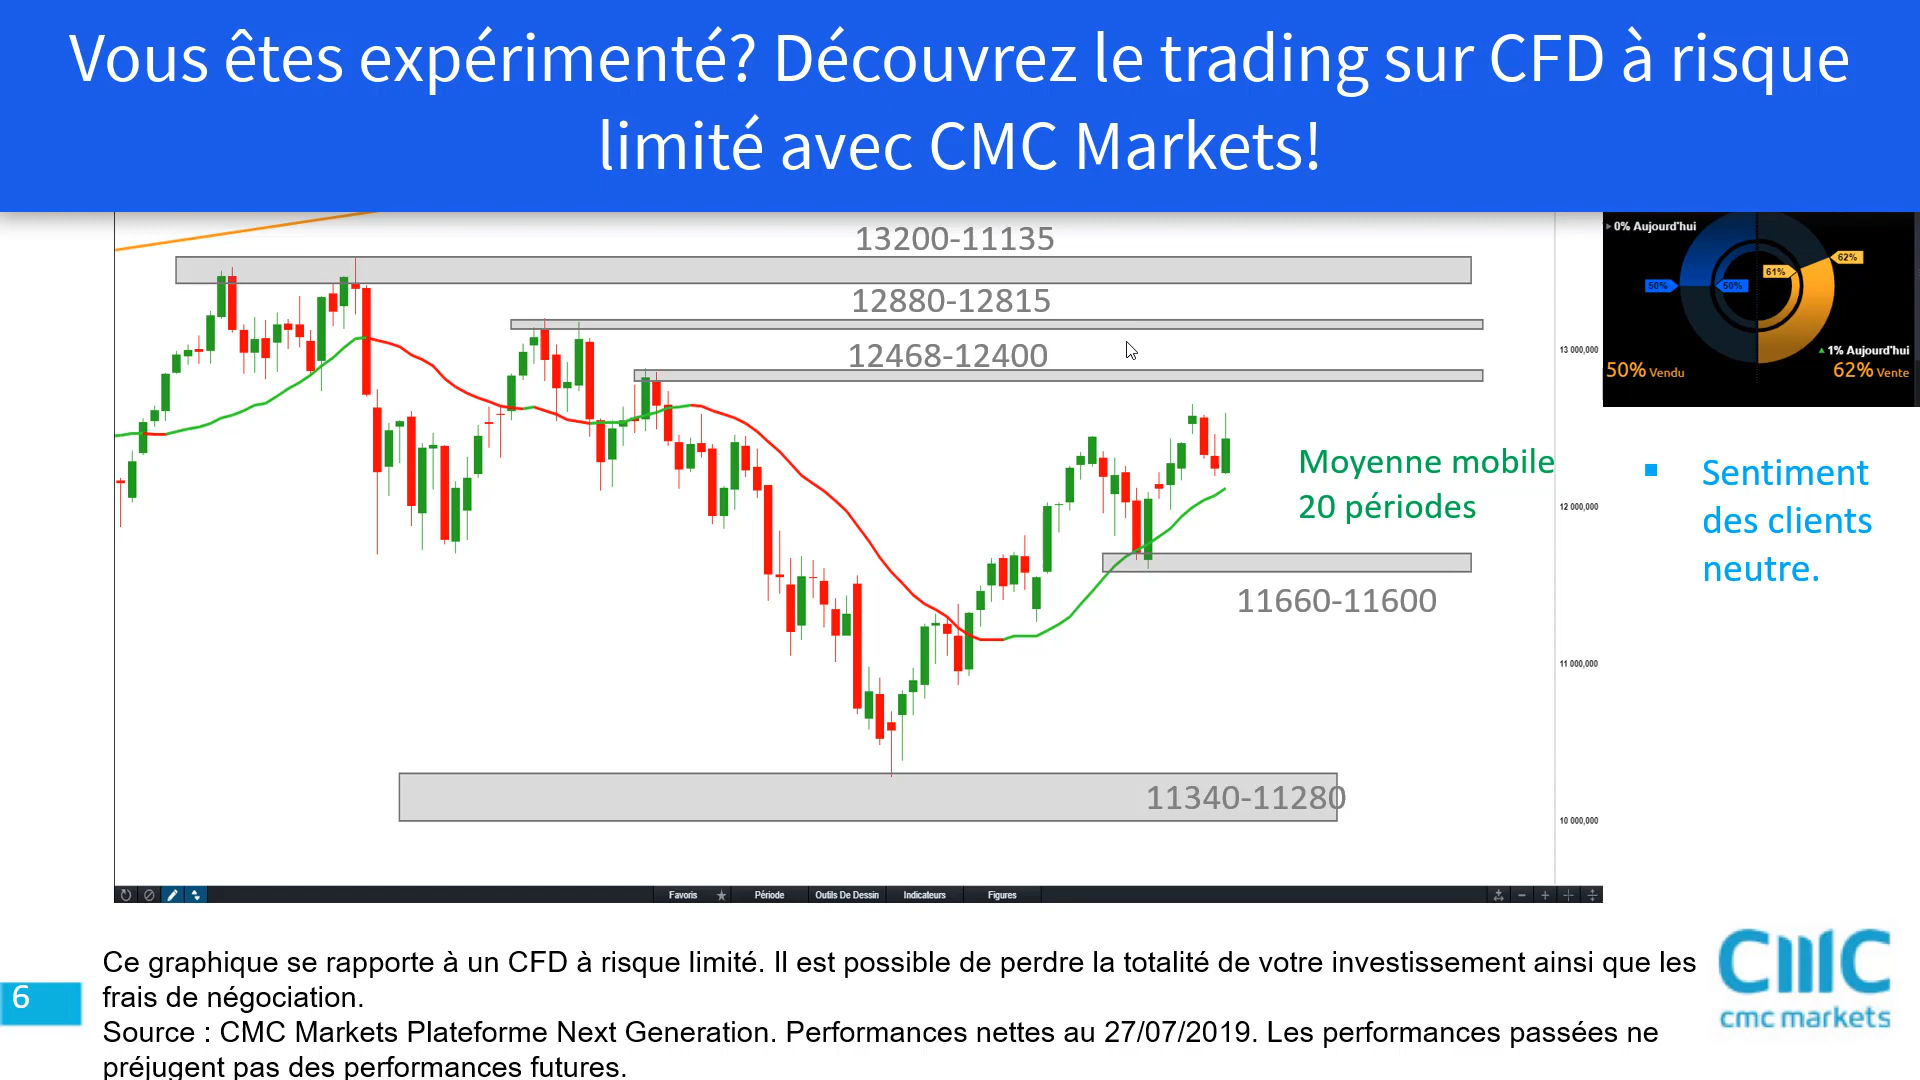 Vous êtes expérimenté? Découvrez le trading sur CFD à risque
limité avec CMC Markets!
13200-11135
12880-12815
12468-12400
13 000,000
12 000,000
11 000,000
10 000,000
Moyenne mobile
20 périodes
11660-11600
11340-11280
0% Aujourd'hui
62%
61%
50%
50%
1% Aujourd'hui
50% Vendu
62% Vente
Sentiment
des clients
neutre.
Favoris
Période
Outils De Dessin
Indicateurs
Figures
Ce graphique se rapporte à un CFD à risque limité. Il est possible de perdre la totalité de votre investissement ainsi que les
frais de négociation.
Source : CMC Markets Plateforme Next Generation. Performances nettes au 27/07/2019. Les performances passées ne
préjugent pas des performances futures.
6
cmc
cmc markets